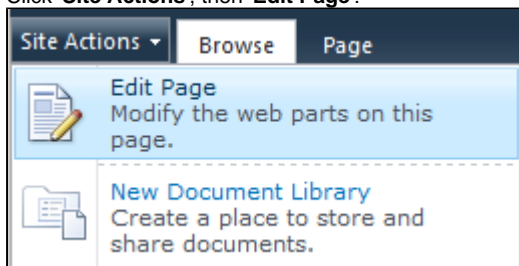 Click 'Site Actions', then 'Edit Page'.
Site Actions Browse Page
Edit Page
Modify the web parts on this
page.
New Document Library
Create a place to store and
share documents.